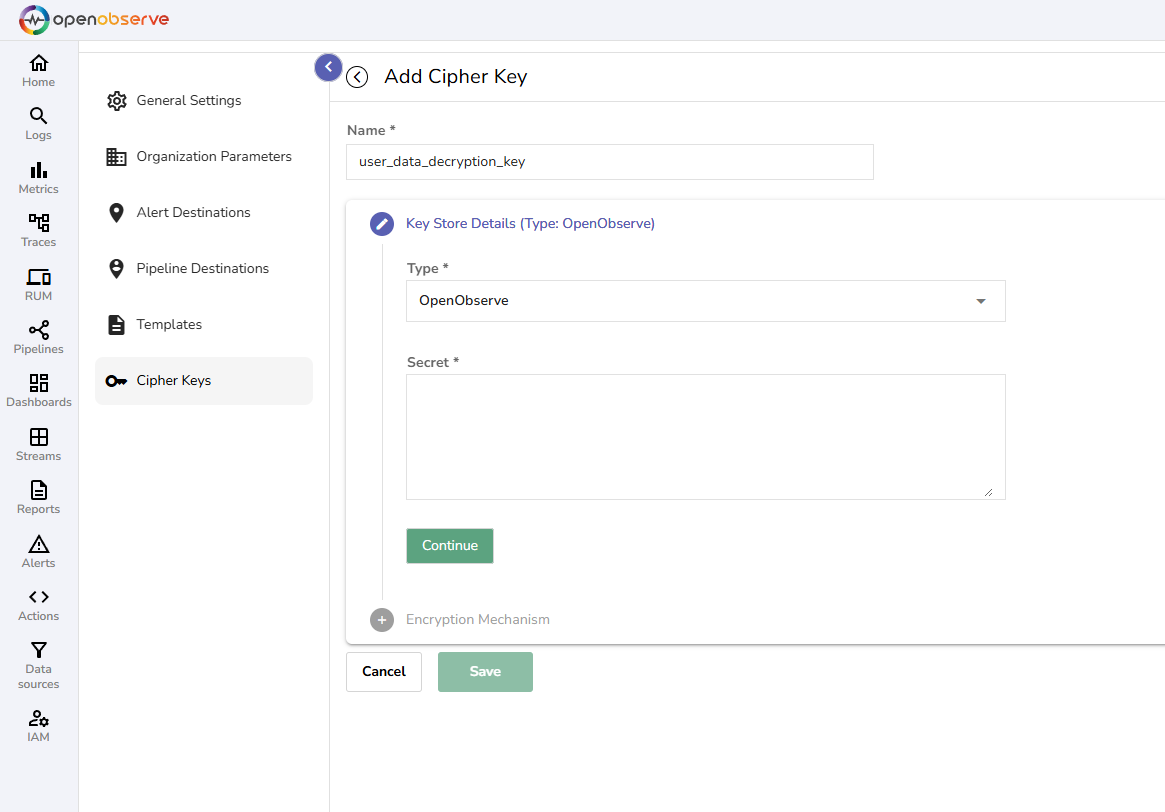 openobserve
Home
Logs
Metrics
Traces
RUM
Pipelines
Dashboards
Streams
Reports
Alerts
Actions
Data
sources
IAM
General Settings
Organization Parameters
Alert Destinations
Pipeline Destinations
Templates
Cipher Keys
Add Cipher Key
Name *
user_data_decryption_key
Key Store Details (Type: OpenObserve)
Type *
OpenObserve
Secret *
Continue
Encryption Mechanism
Cancel
Save